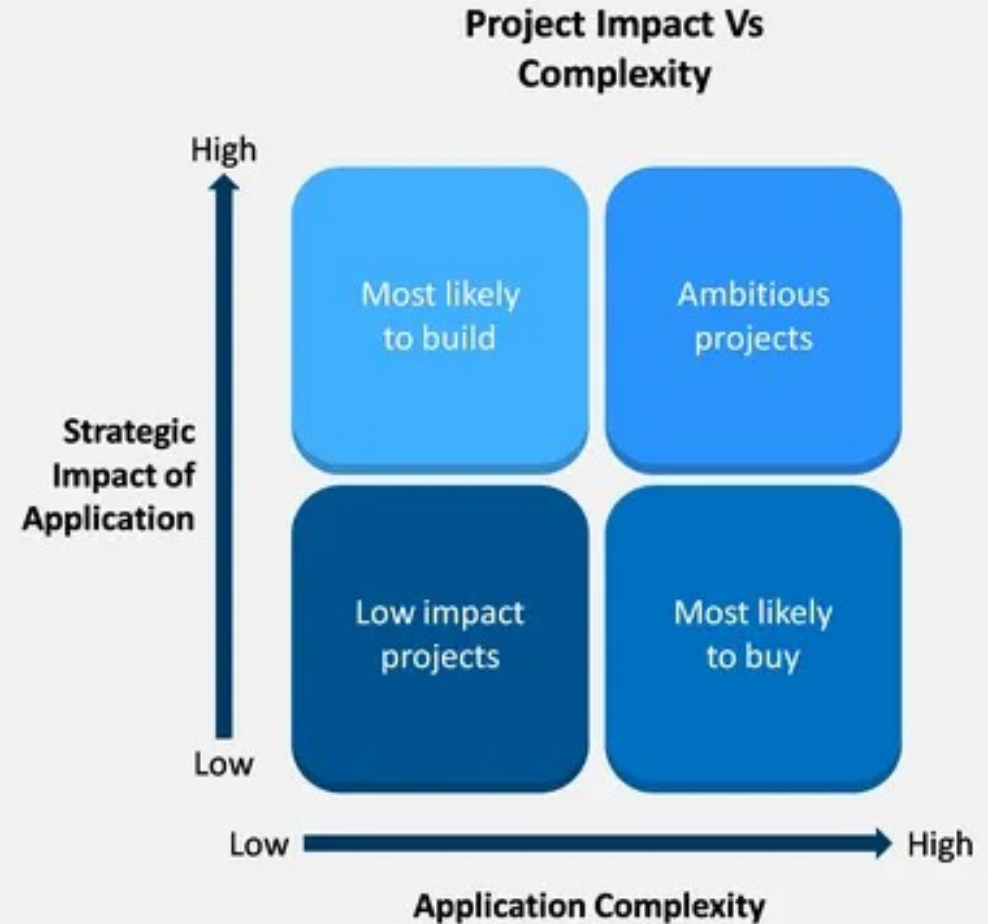 Project Impact Vs
Complexity
High
Most likely
to build
Ambitious
projects
Strategic
Impact of
Application
Low impact
projects
Most likely
to buy
Low
Low
High
Application Complexity